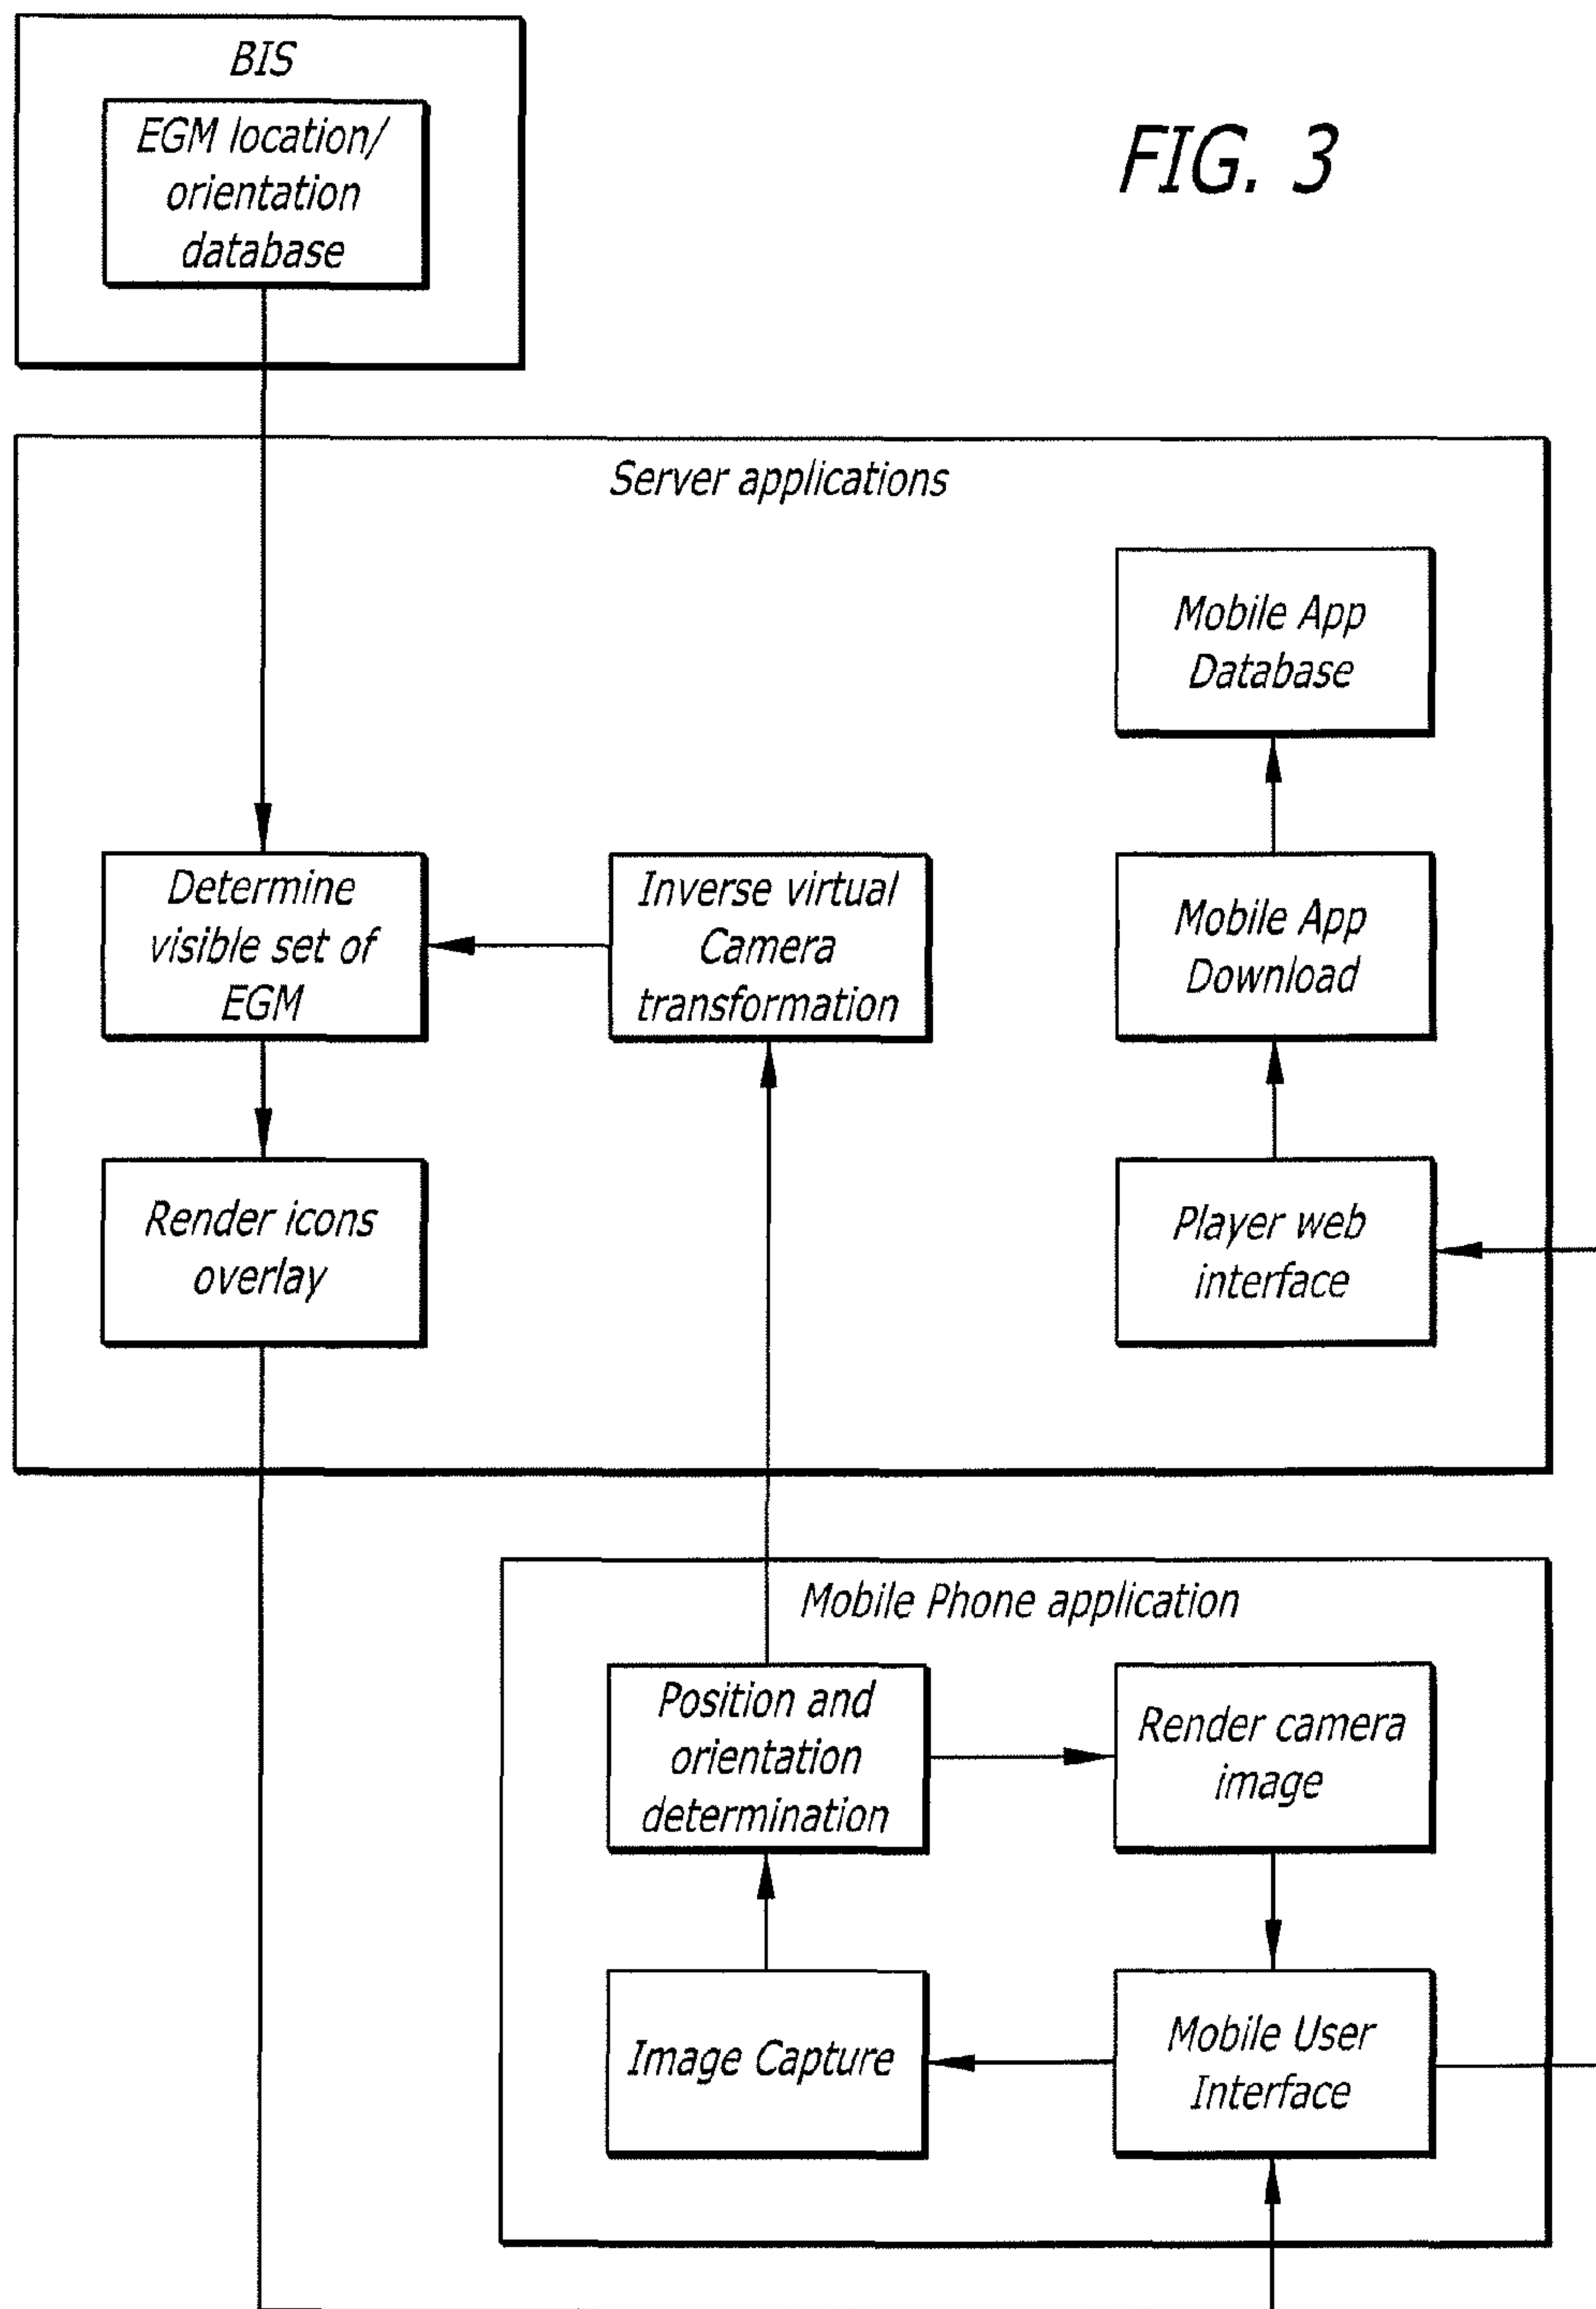 BIS
EGM location/
orientation
database
FIG. 3
Server applications
Mobile App
Database
Determine
visible set of
EGM
Inverse virtual
Camera
transformation
Mobile App
Download
Render icons
overlay
Player web
interface
Mobile Phone application
Position and
orientation
determination
Render camera
image
Image Capture
Mobile User
Interface